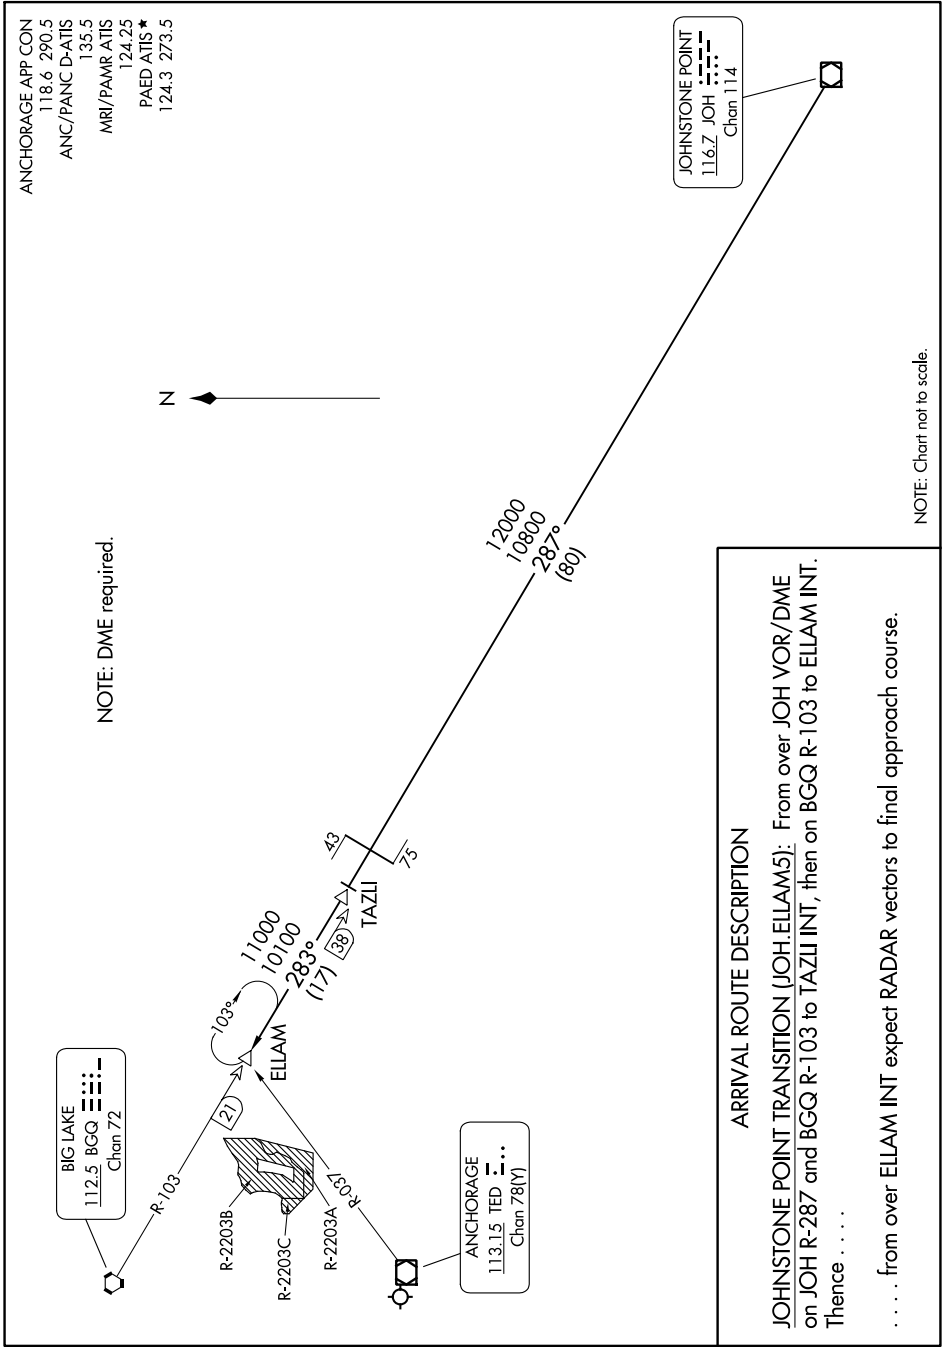 ANCHORAGE APP CON
118.6 290.5
ANC/PANC D-ATIS
135.5
MRI/PAMR ATIS
124.25
PAED ATIS★
124.3 273.5
NOTE: DME required.
N
BIG LAKE
112.5 BGQ
Chan 72
R-103
21
103°
ELLAM
11000
10100
283°
(17)
38
TAZLI
43
75
12000
10800
287°
(80)
JOHNSTONE POINT
116.7 JOH
Chan 114
R-2203B
R-2203C
R-2203A
R-037
ANCHORAGE
113.15 TED
Chan 78(Y)
NOTE: Chart not to scale.
ARRIVAL ROUTE DESCRIPTION
JOHNSTONE POINT TRANSITION (JOH.ELLAM5): From over JOH VOR/DME
on JOH R-287 and BGQ R-103 to TAZLI INT, then on BGQ R-103 to ELLAM INT.
Thence . . . .
. . . . from over ELLAM INT expect RADAR vectors to final approach course.